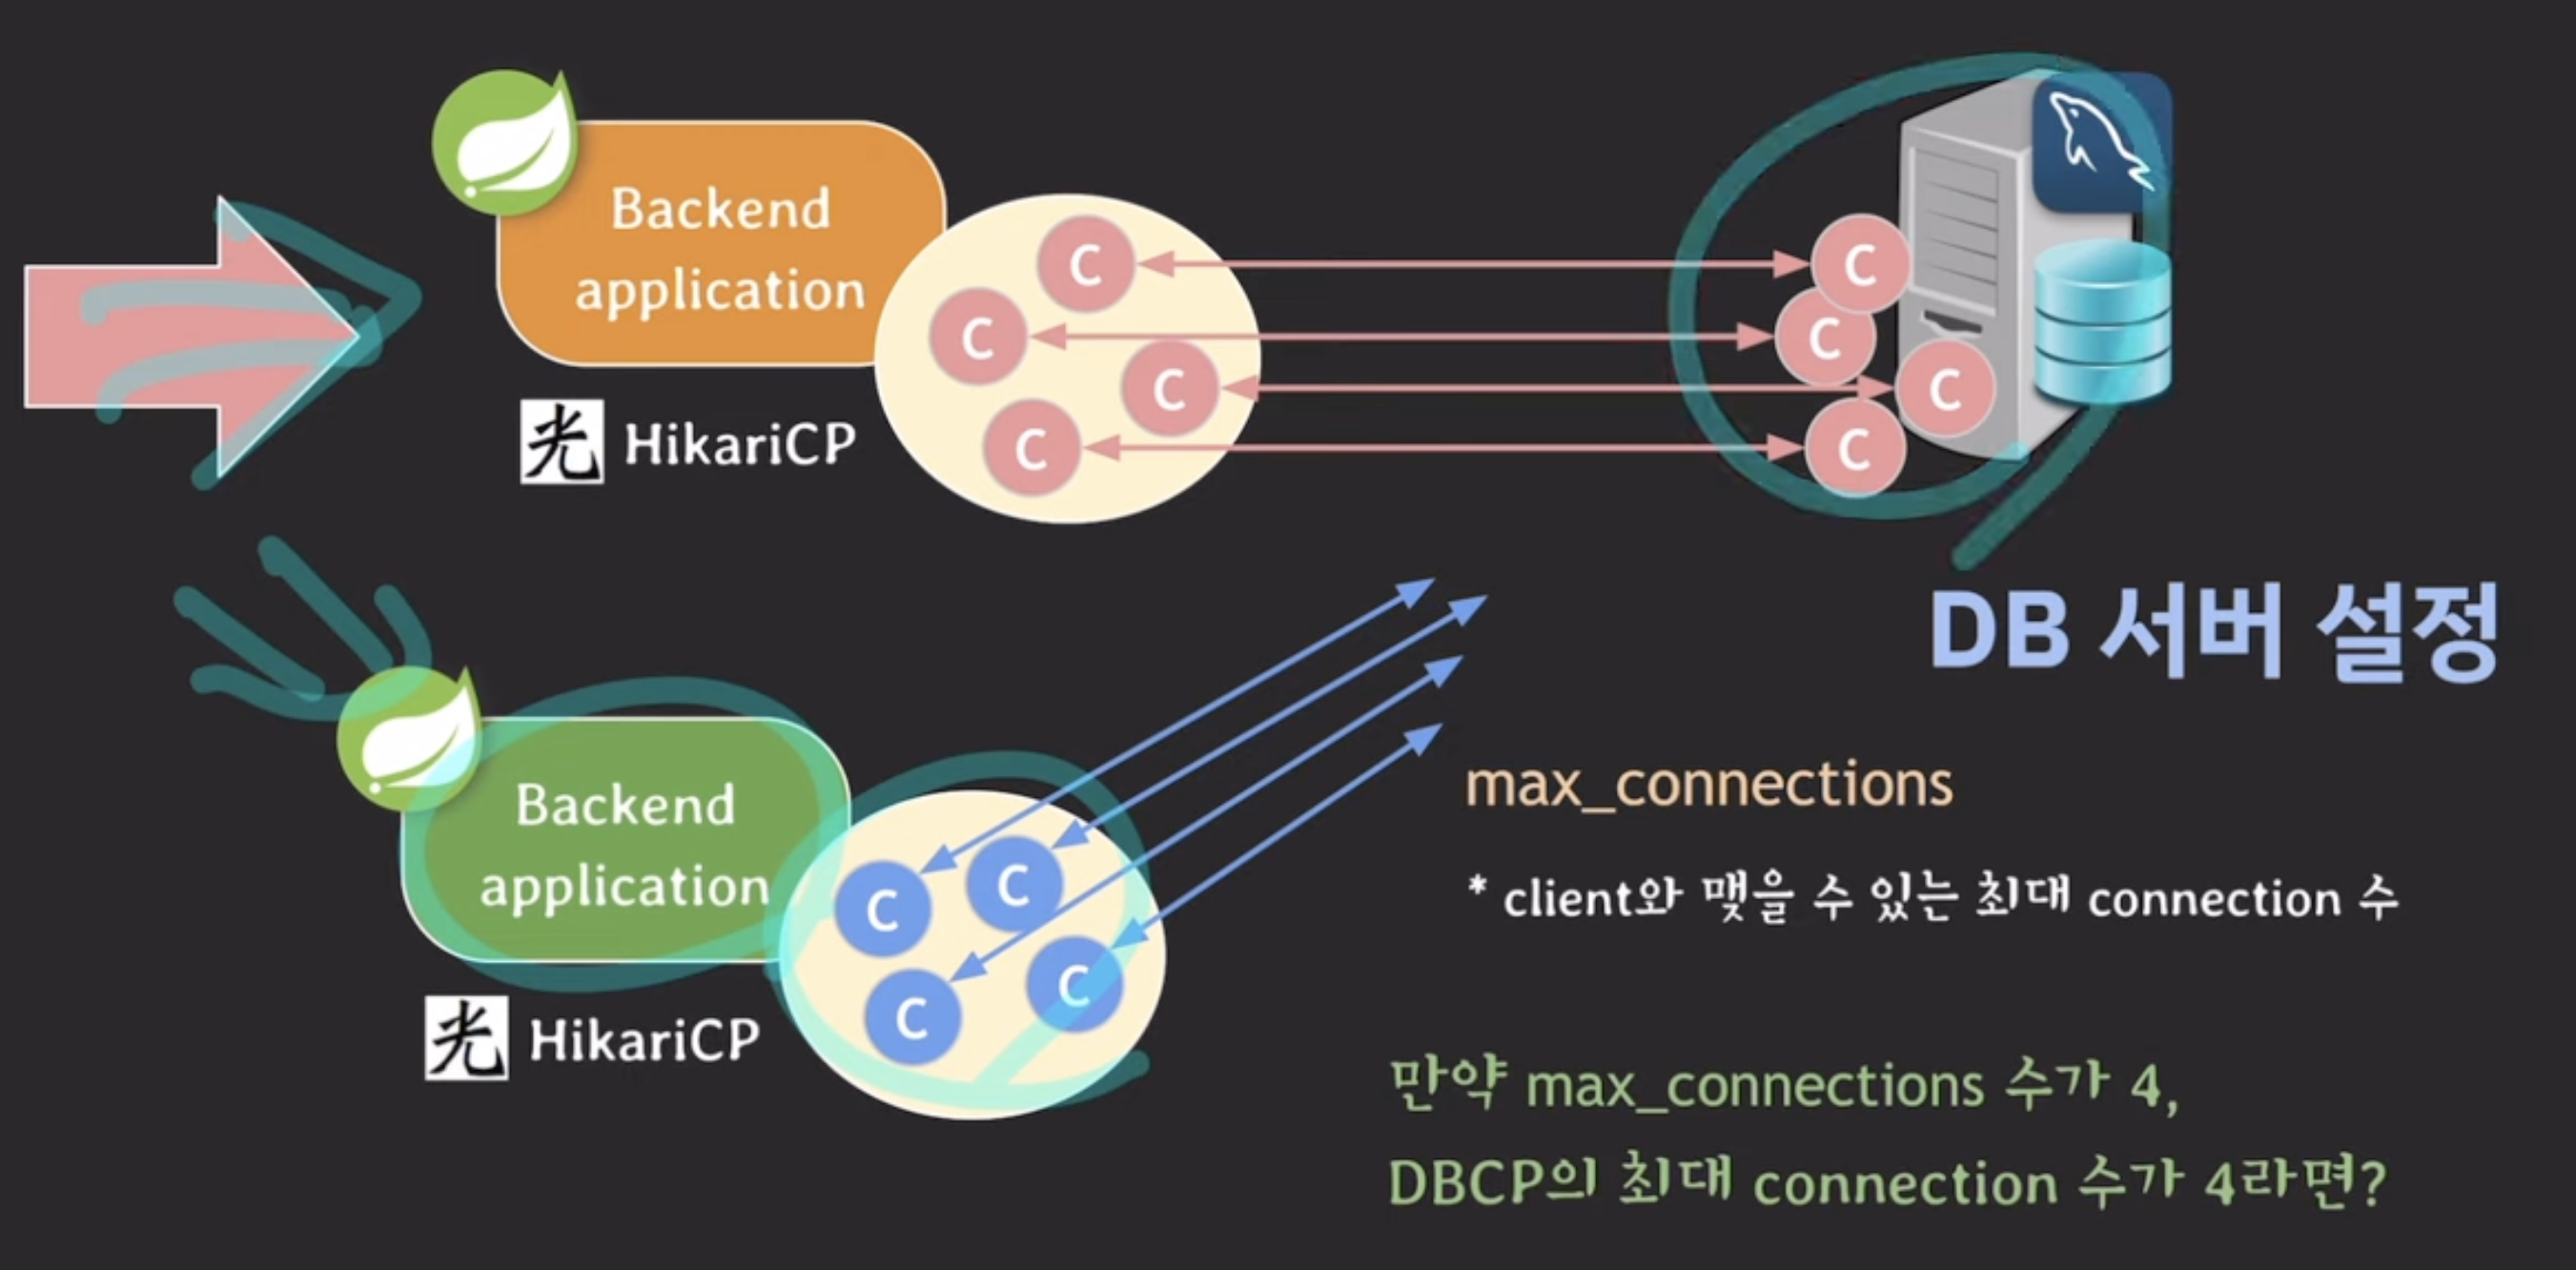 Backend
application
C
C
C
C
C
C
C
C
光 HikariCP
DB 서버 설정
Backend
application
C
C
C
C
光 HikariCP
max_connections
* client와 맺을 수 있는 최대 connection 수
만약 max_connections 수가 4,
DBCP의 최대 connection 수가 4라면?